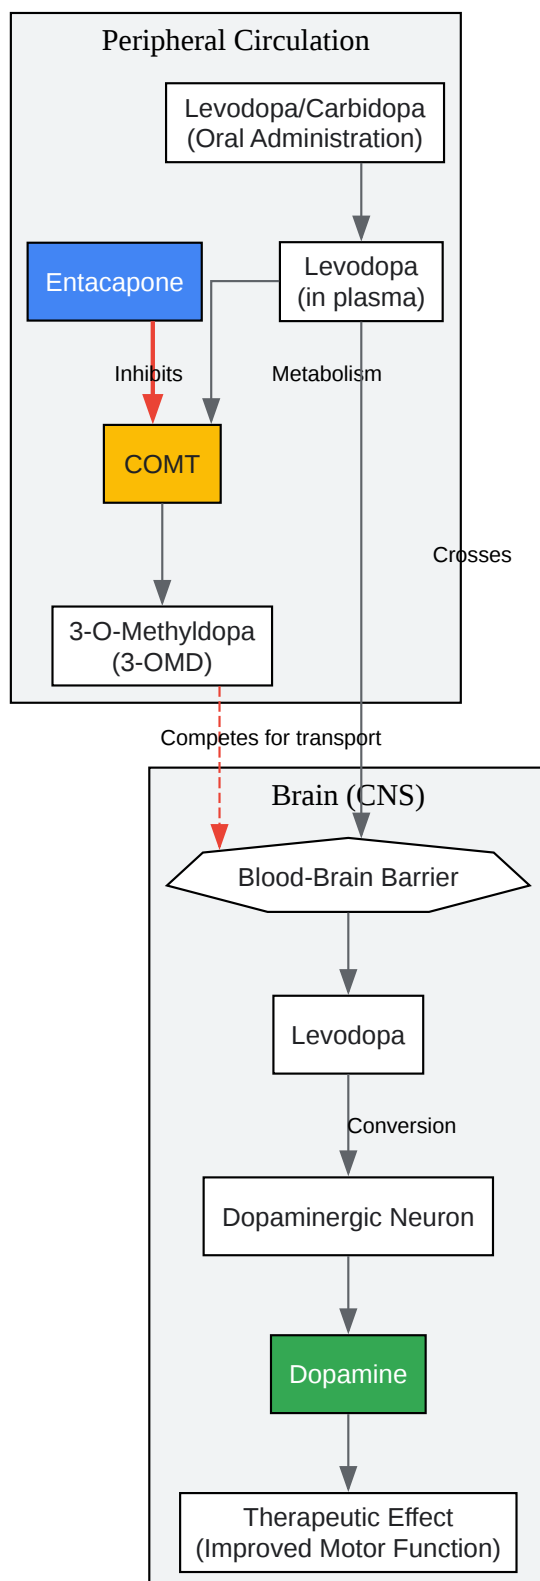 Peripheral Circulation
Levodopa/Carbidopa
(Oral Administration)
Entacapone
Levodopa
(in plasma)
Inhibits
Metabolism
COMT
Crosses
3-O-Methyldopa
(3-OMD)
Competes for transport
Brain (CNS)
Blood-Brain Barrier
Levodopa
Conversion
Dopaminergic Neuron
Dopamine
Therapeutic Effect
(Improved Motor Function)